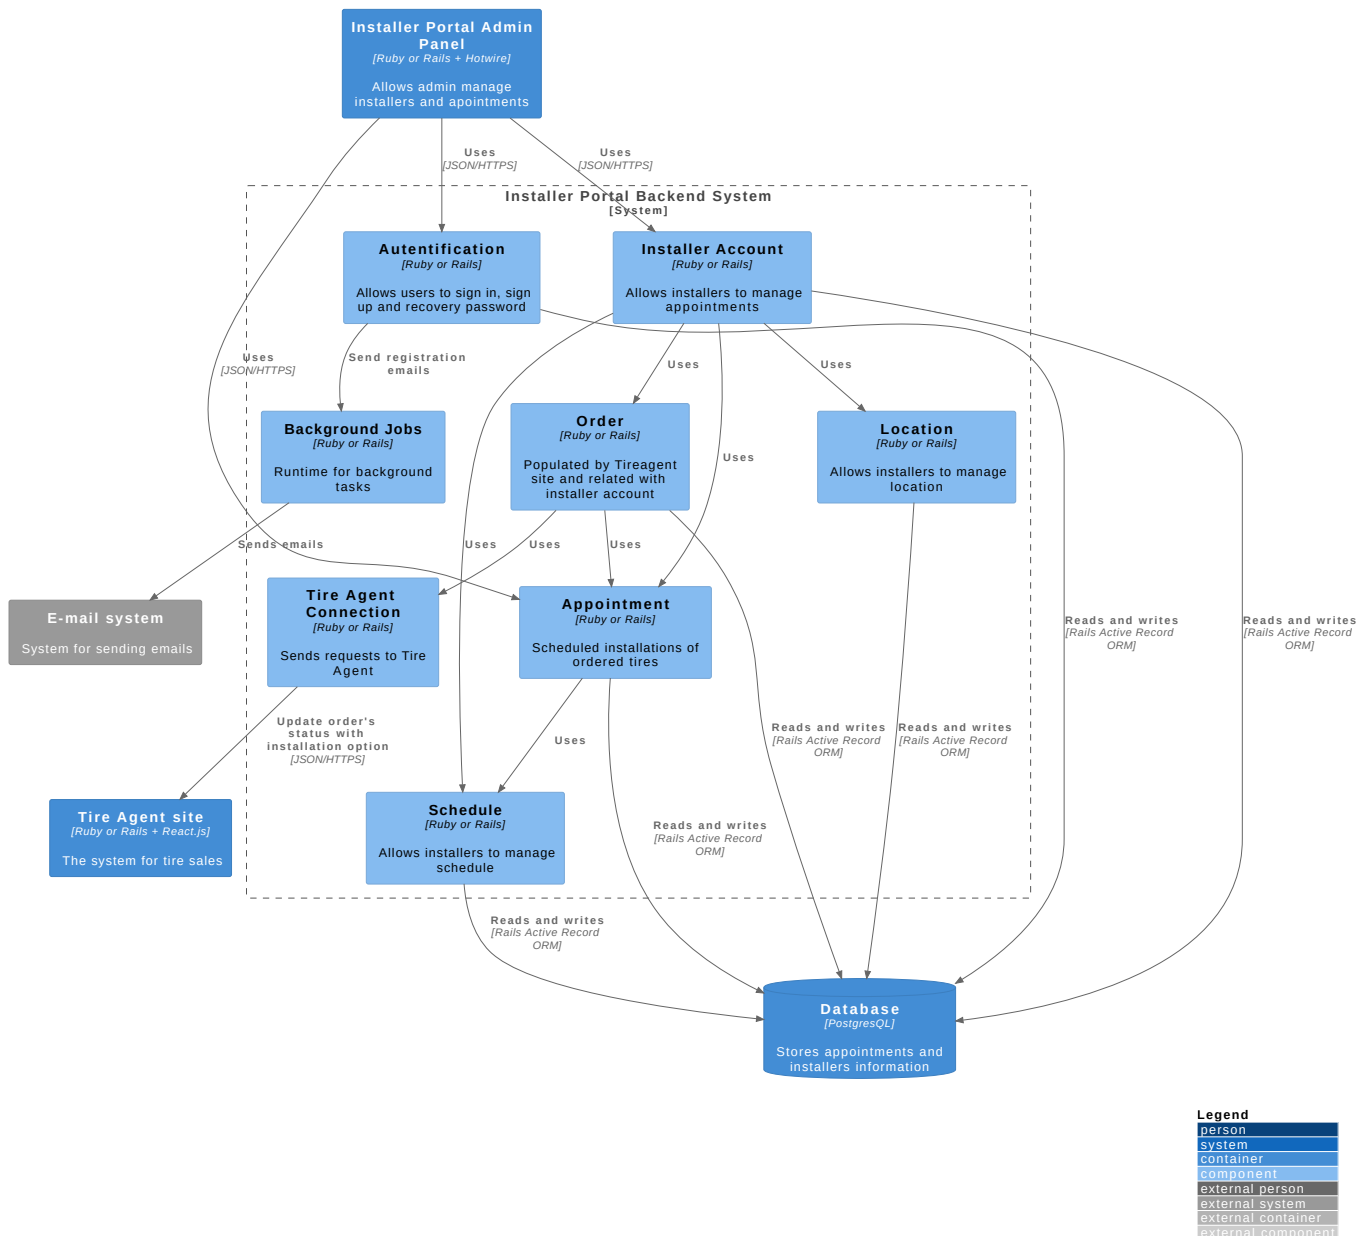 Installer Portal Admin
Panel
[Ruby or Rails + Hotwire]
Allows admin manage
installers and apointments
Uses
[JSON/HTTPS]
Uses
[JSON/HTTPS]
Installer Portal Backend System
[System]
Autentification
[Ruby or Rails]
Allows users to sign in, sign
up and recovery password
Installer Account
[Ruby or Rails]
Allows installers to manage
appointments
Uses
[JSON/HTTPS]
Send registration
emails
Uses
Uses
Background Jobs
[Ruby or Rails]
Runtime for background
tasks
Order
[Ruby or Rails]
Populated by Tireagent
site and related with
installer account
Uses
Location
[Ruby or Rails]
Allows installers to manage
location
Sends emails
Uses
Uses
Uses
E-mail system
System for sending emails
Tire Agent
Connection
[Ruby or Rails]
Sends requests to Tire
Agent
Appointment
[Ruby or Rails]
Scheduled installations of
ordered tires
Reads and writes
[Rails Active Record
ORM]
Reads and writes
[Rails Active Record
ORM]
Update order's
status with
installation option
[JSON/HTTPS]
Uses
Reads and writes
[Rails Active Record
ORM]
Reads and writes
[Rails Active Record
ORM]
Tire Agent site
[Ruby or Rails + React.js]
The system for tire sales
Schedule
[Ruby or Rails]
Allows installers to manage
schedule
Reads and writes
[Rails Active Record
ORM]
Reads and writes
[Rails Active Record
ORM]
Database
[PostgresQL]
Stores appointments and
installers information
Legend
person
system
container
component
external person
external system
external container
external component